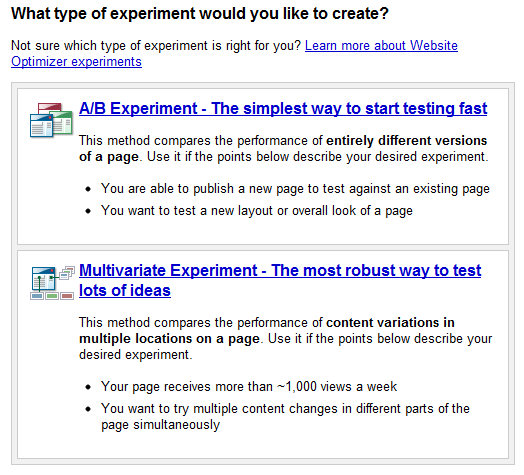 What type of experiment would you like to create?
Not sure which type of experiment is right for you? Learn more about Website
Optimizer experiments
A/B Experiment - The simplest way to start testing fast
This method compares the performance of entirely different versions
of a page. Use it if the points below describe your desired experiment.
• You are able to publish a new page to test against an existing page
• You want to test a new layout or overall look of a page
Multivariate Experiment - The most robust way to test
lots of ideas
This method compares the performance of content variations in
multiple locations on a page. Use it if the points below describe your
desired experiment.
• Your page receives more than ~1,000 views a week
• You want to try multiple content changes in different parts of the
page simultaneously